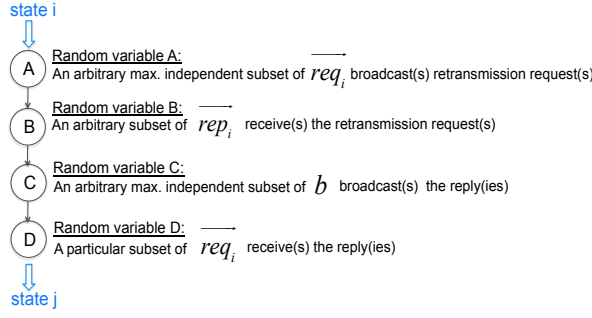 state i
A
Random variable A:
An arbitrary max. independent subset of req_i broadcast(s) retransmission request(s)
B
Random variable B:
An arbitrary subset of rep_i receive(s) the retransmission request(s)
C
Random variable C:
An arbitrary max. independent subset of b broadcast(s) the reply(ies)
D
Random variable D:
A particular subset of req_i receive(s) the reply(ies)
state j